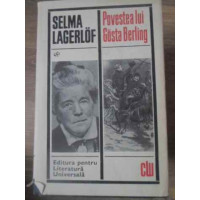 SELMA
LAGERLÖF
Povestea lui
Gösta Berling
Editura pentru
Literatură
Universală
clu